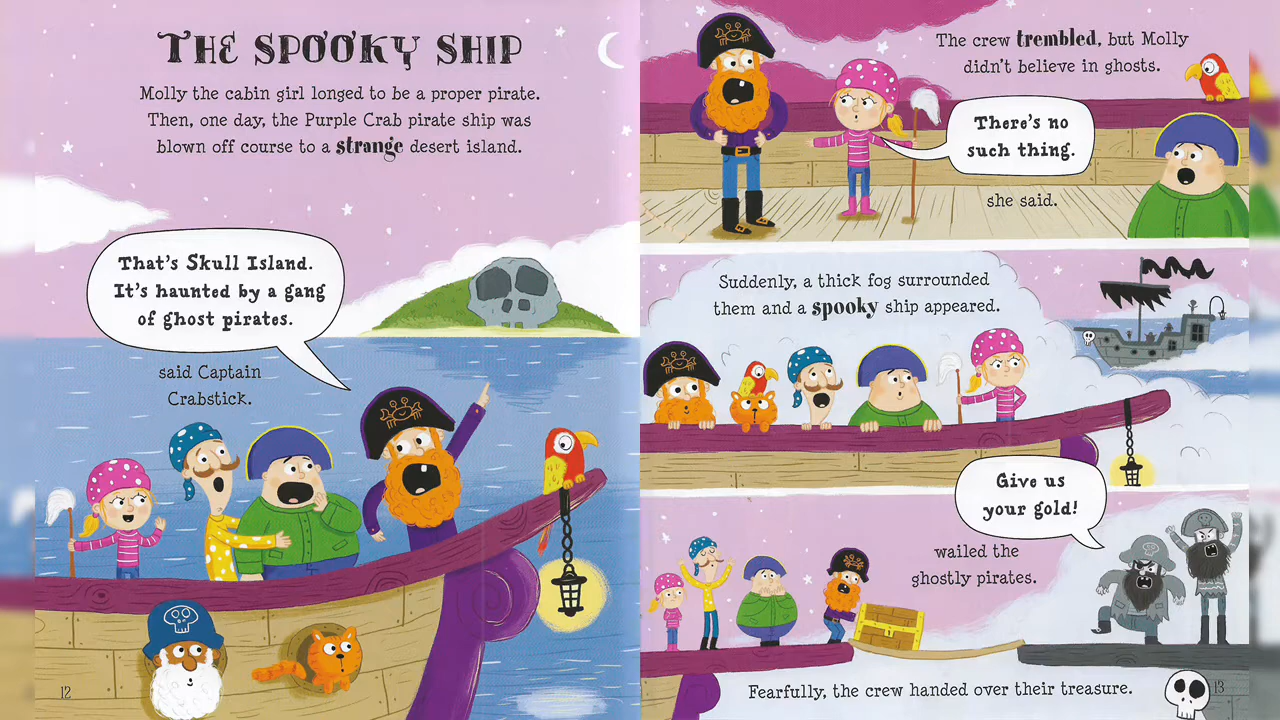 THE SPOOKY SHIP
Molly the cabin girl longed to be a proper pirate.
Then, one day, the Purple Crab pirate ship was
blown off course to a strange desert island.
That's Skull Island.
It's haunted by a gang
of ghost pirates.
said Captain
Crabstick.
12
The crew trembled, but Molly
didn't believe in ghosts.
There's no
such thing.
she said.
Suddenly, a thick fog surrounded
them and a spooky ship appeared.
Give us
your gold!
wailed the
ghostly pirates.
Fearfully, the crew handed over their treasure.
13